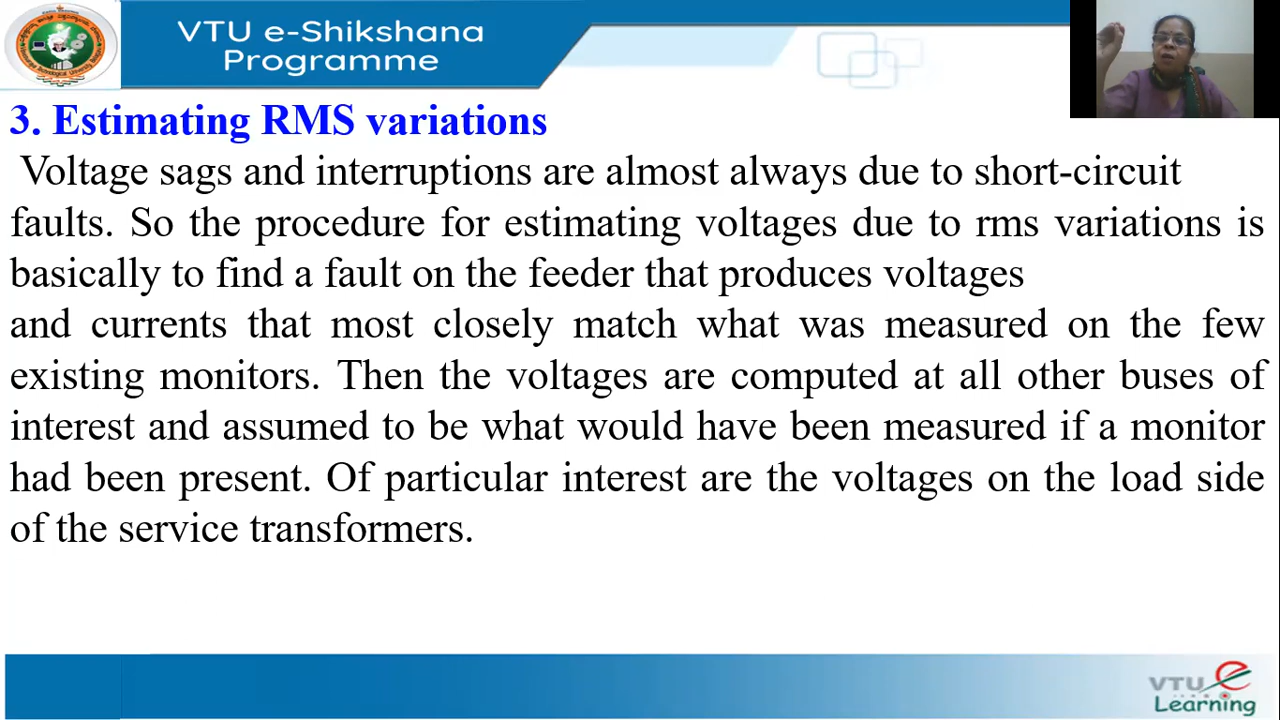 VTU e-Shikshana
Programme
3. Estimating RMS variations
Voltage sags and interruptions are almost always due to short-circuit
faults. So the procedure for estimating voltages due to rms variations is
basically to find a fault on the feeder that produces voltages
and currents that most closely match what was measured on the few
existing monitors. Then the voltages are computed at all other buses of
interest and assumed to be what would have been measured if a monitor
had been present. Of particular interest are the voltages on the load side
of the service transformers.
VTU e
Learning